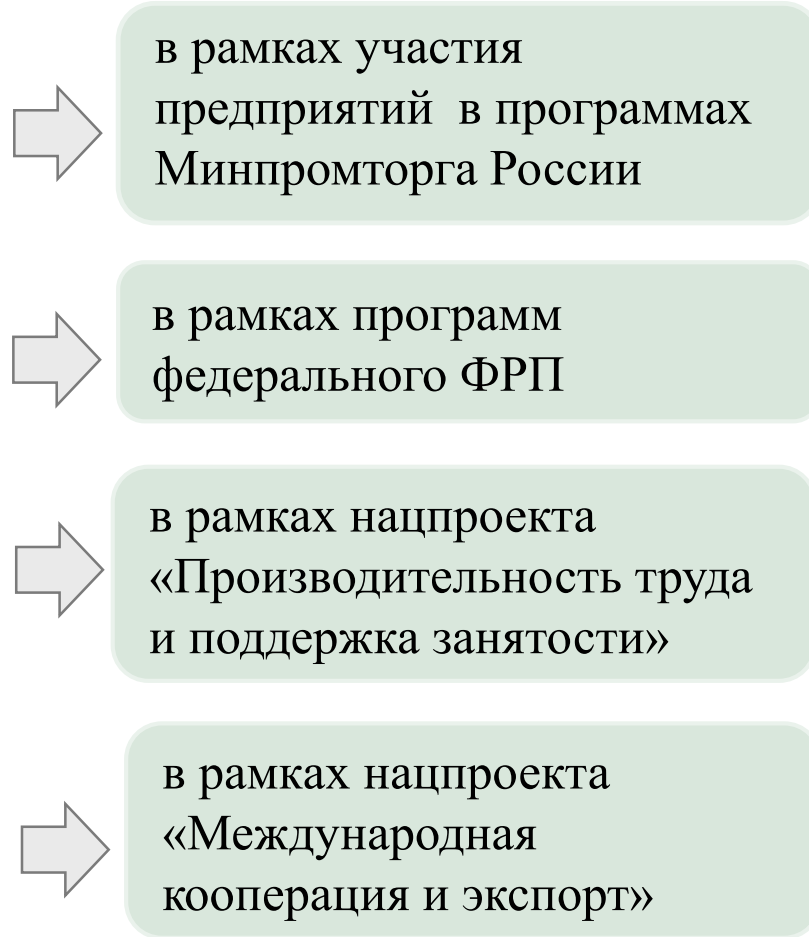 в рамках участия
предприятий в программах
Минпромторга России
в рамках программ
федерального ФРП
в рамках нацпроекта
«Производительность труда
и поддержка занятости»
в рамках нацпроекта
«Международная
кооперация и экспорт»